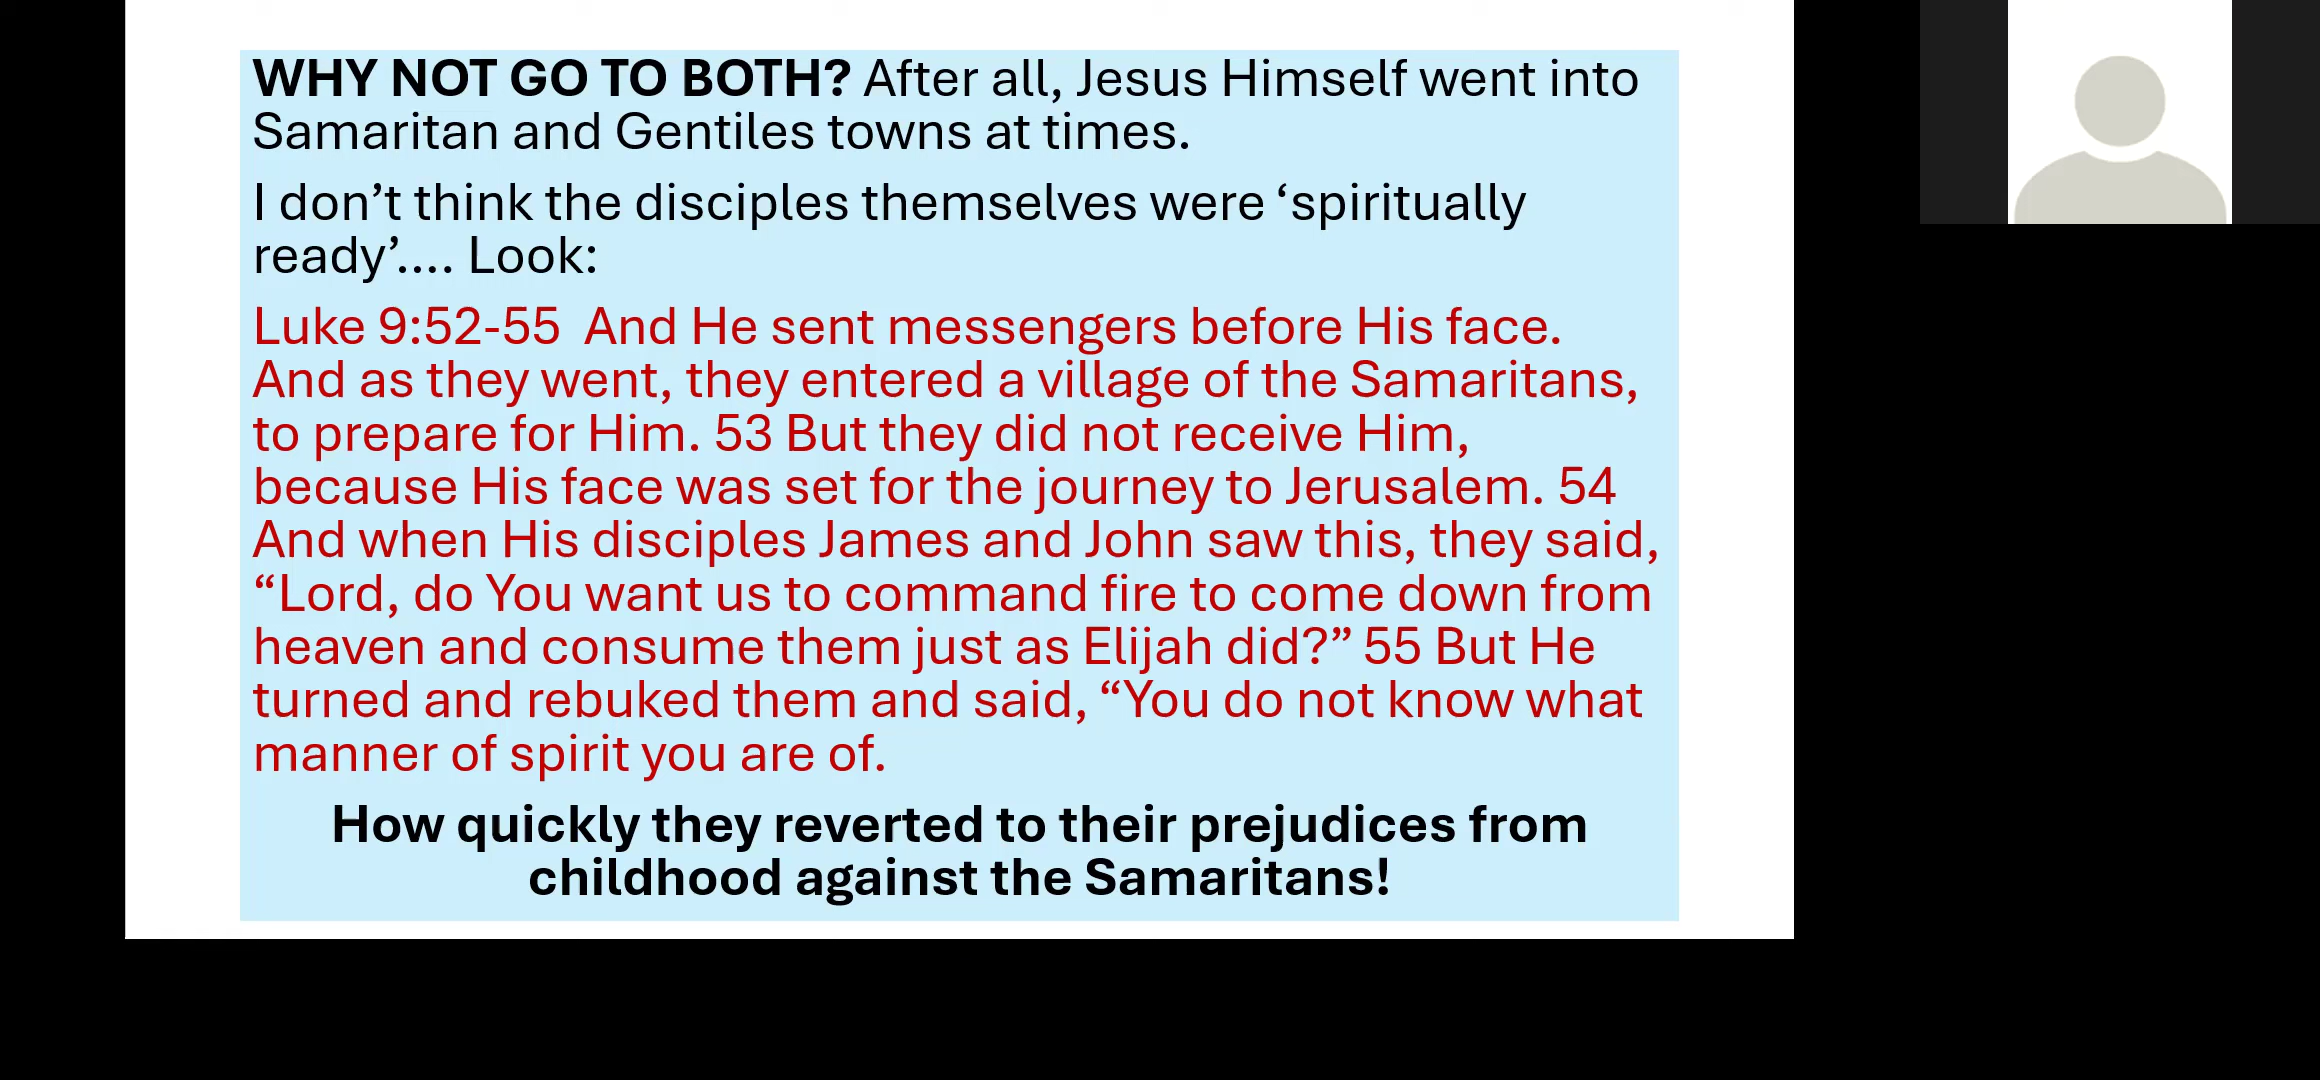 WHY NOT GO TO BOTH? After all, Jesus Himself went into
Samaritan and Gentiles towns at times.
I don’t think the disciples themselves were ‘spiritually
ready’.... Look:
Luke 9:52-55  And He sent messengers before His face.
And as they went, they entered a village of the Samaritans,
to prepare for Him. 53 But they did not receive Him,
because His face was set for the journey to Jerusalem. 54
And when His disciples James and John saw this, they said,
“Lord, do You want us to command fire to come down from
heaven and consume them just as Elijah did?” 55 But He
turned and rebuked them and said, “You do not know what
manner of spirit you are of.
How quickly they reverted to their prejudices from
childhood against the Samaritans!